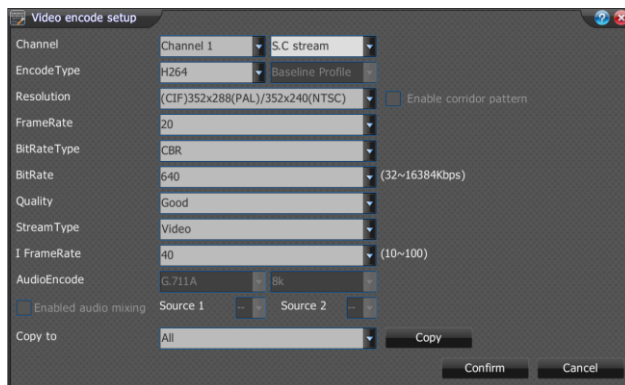 Video encode setup
Channel Channel 1 S.C stream
EncodeType H264 Baseline Profile
Resolution (CIF)352x288(PAL)/352x240(NTSC) Enable corridor pattern
FrameRate 20
BitRateType CBR
BitRate 640 (32~16384Kbps)
Quality Good
StreamType Video
I FrameRate 40 (10~100)
AudioEncode G.711A 8k
Enabled audio mixing Source 1 -- Source 2 --
Copy to All Copy
Confirm Cancel